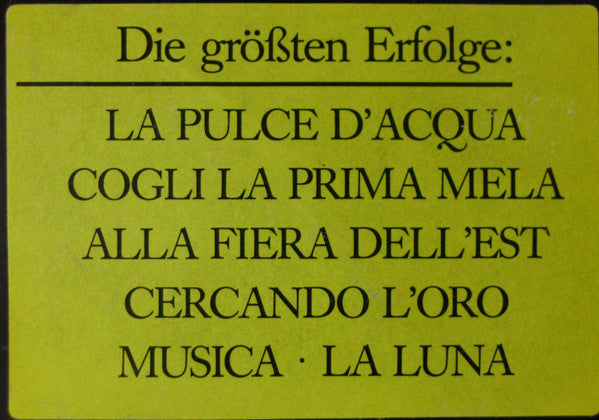 Die größten Erfolge:
LA PULCE D'ACQUA
COGLI LA PRIMA MELA
ALLA FIERA DELL'EST
CERCANDO L'ORO
MUSICA · LA LUNA